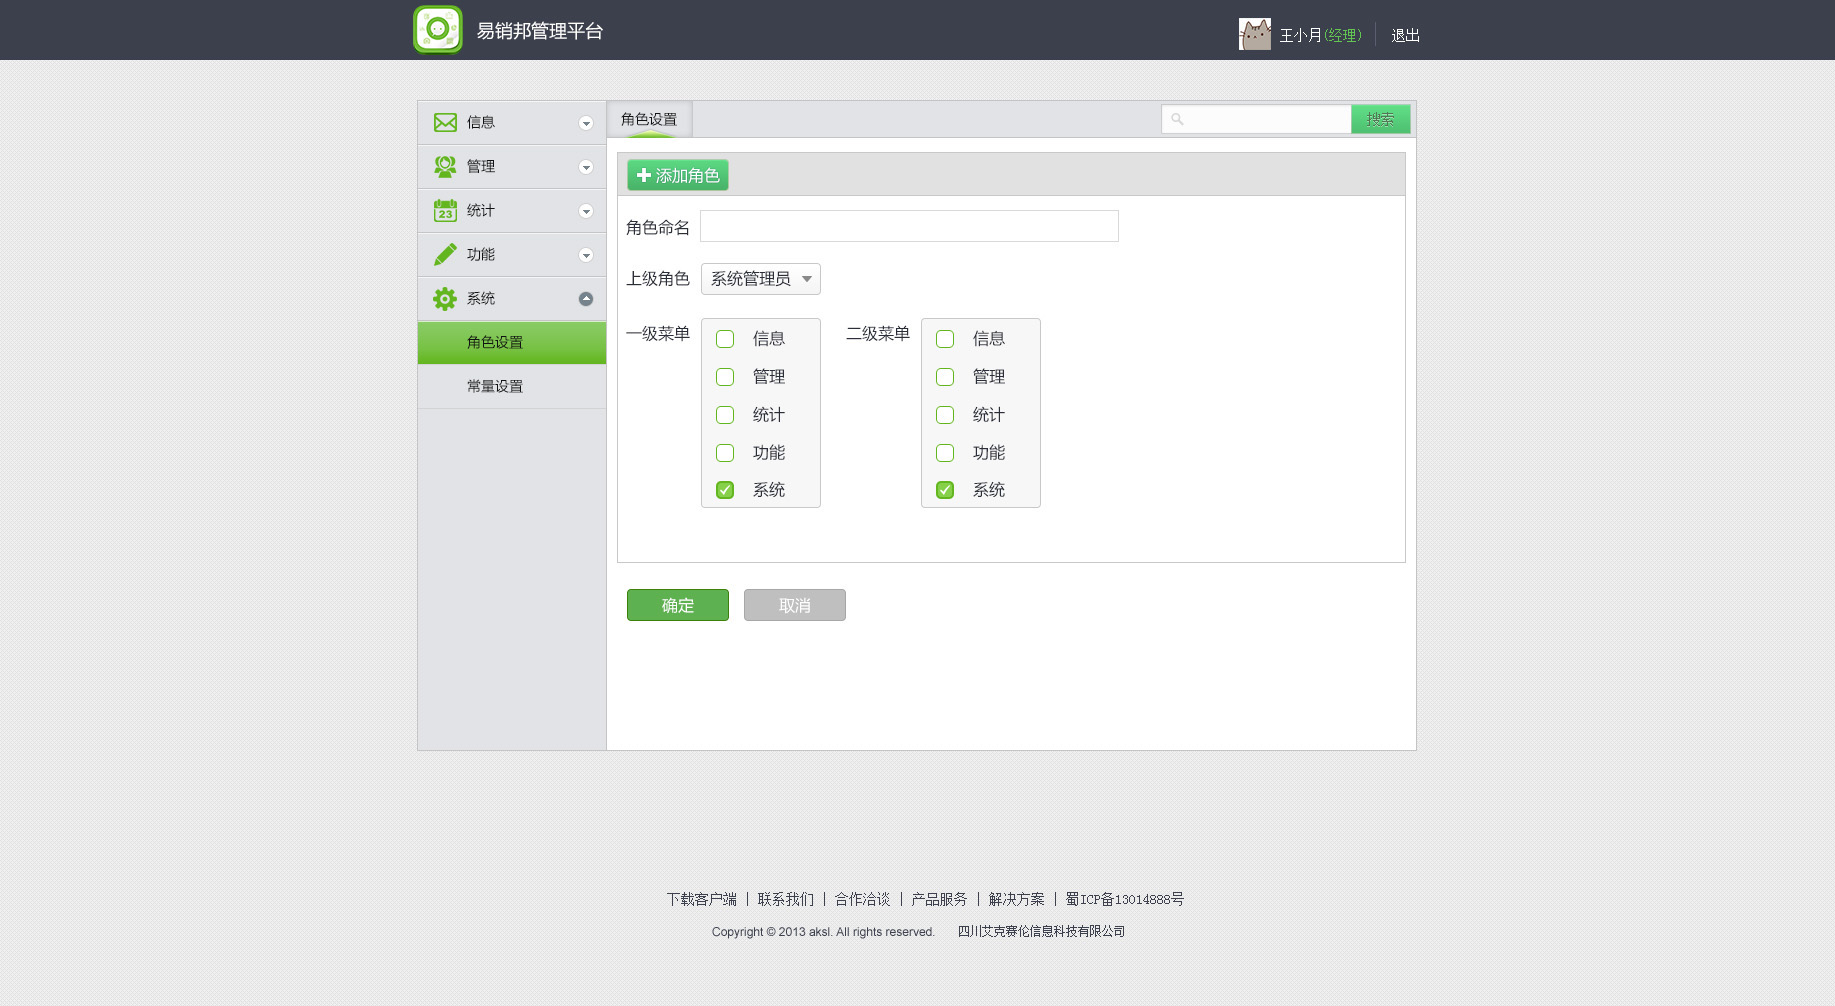 易销邦管理平台
王小月(经理) 退出
信息
管理
23 统计
功能
系统
角色设置
常量设置
角色设置
搜索
添加角色
角色命名
上级角色 系统管理员
一级菜单
信息
管理
统计
功能
系统
二级菜单
信息
管理
统计
功能
系统
确定 取消
下载客户端 | 联系我们 | 合作洽谈 | 产品服务 | 解决方案 | 蜀ICP备13014888号
Copyright © 2013 aksl. All rights reserved. 四川艾克赛伦信息科技有限公司